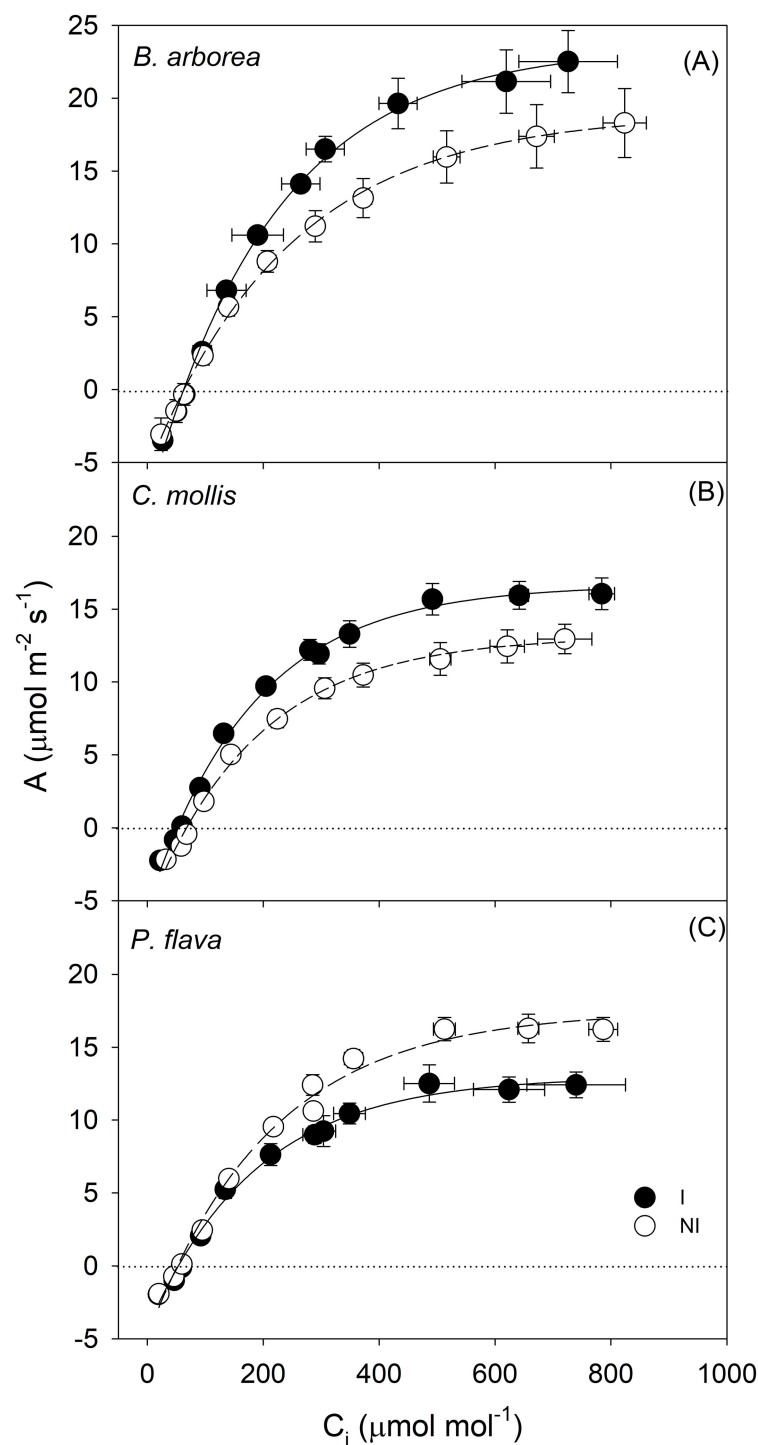 B. arborea
(A)
25
20
15
10
5
0
-5
C. mollis
(B)
20
15
10
5
0
-5
A (μmol m⁻² s⁻¹)
P. flava
(C)
20
15
10
5
0
-5
I
NI
0 200 400 600 800 1000
Cᵢ (μmol mol⁻¹)